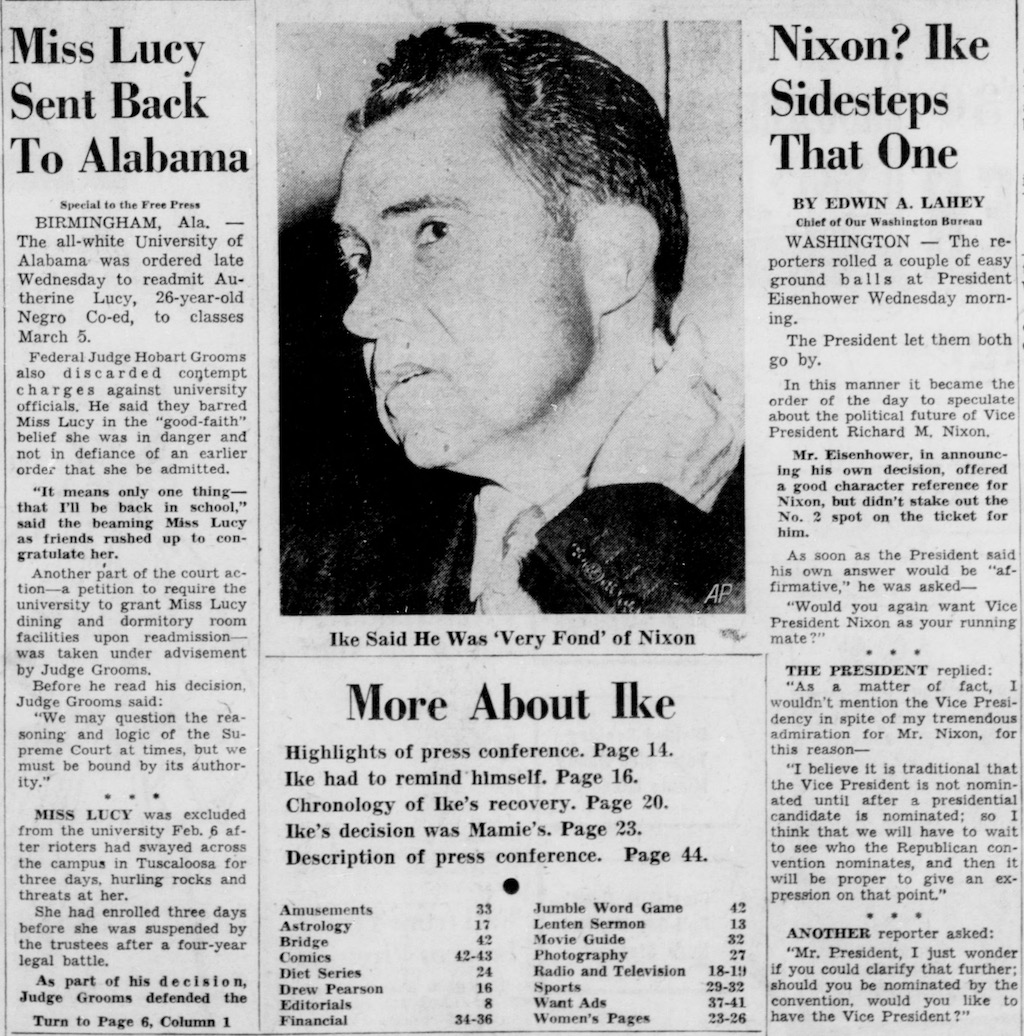 Miss Lucy
Sent Back
To Alabama
Special to the Free Press
BIRMINGHAM, Ala. —
The all-white University of
Alabama was ordered late
Wednesday to readmit Au-
therine Lucy, 26-year-old
Negro Co-ed, to classes
March 5.
Federal Judge Hobart Grooms
also discarded contempt
charges against university
officials. He said they barred
Miss Lucy in the "good-faith"
belief she was in danger and
not in defiance of an earlier
order that she be admitted.
"It means only one thing—
that I'll be back in school,"
said the beaming Miss Lucy
as friends rushed up to con-
gratulate her.
Another part of the court ac-
tion—a petition to require the
university to grant Miss Lucy
dining and dormitory room
facilities upon readmission—
was taken under advisement
by Judge Grooms.
Before he read his decision,
Judge Grooms said:
"We may question the rea-
soning and logic of the Su-
preme Court at times, but we
must be bound by its author-
ity."
* * *
MISS LUCY was excluded
from the university Feb. 6 af-
ter rioters had swayed across
the campus in Tuscaloosa for
three days, hurling rocks and
threats at her.
She had enrolled three days
before she was suspended by
the trustees after a four-year
legal battle.
As part of his decision,
Judge Grooms defended the
Turn to Page 6, Column 1
AP
Ike Said He Was 'Very Fond' of Nixon
More About Ike
Highlights of press conference. Page 14.
Ike had to remind himself. Page 16.
Chronology of Ike's recovery. Page 20.
Ike's decision was Mamie's. Page 23.
Description of press conference. Page 44.
Amusements 33
Astrology 17
Bridge 42
Comics 42-43
Diet Series 24
Drew Pearson 16
Editorials 8
Financial 34-36
Jumble Word Game 42
Lenten Sermon 13
Movie Guide 32
Photography 27
Radio and Television 18-19
Sports 29-32
Want Ads 37-41
Women's Pages 23-26
Nixon? Ike
Sidesteps
That One
BY EDWIN A. LAHEY
Chief of Our Washington Bureau
WASHINGTON — The re-
porters rolled a couple of easy
ground balls at President
Eisenhower Wednesday morn-
ing.
The President let them both
go by.
In this manner it became the
order of the day to speculate
about the political future of Vice
President Richard M. Nixon.
Mr. Eisenhower, in announc-
ing his own decision, offered
a good character reference for
Nixon, but didn't stake out the
No. 2 spot on the ticket for
him.
As soon as the President said
his own answer would be "af-
firmative," he was asked—
"Would you again want Vice
President Nixon as your running
mate?"
* * *
THE PRESIDENT replied:
"As a matter of fact, I
wouldn't mention the Vice Presi-
dency in spite of my tremendous
admiration for Mr. Nixon, for
this reason—
"I believe it is traditional that
the Vice President is not nomin-
ated until after a presidential
candidate is nominated; so I
think that we will have to wait
to see who the Republican con-
vention nominates, and then it
will be proper to give an ex-
pression on that point."
* * *
ANOTHER reporter asked:
"Mr. President, I just wonder
if you could clarify that further;
should you be nominated by the
convention, would you like to
have the Vice President?"